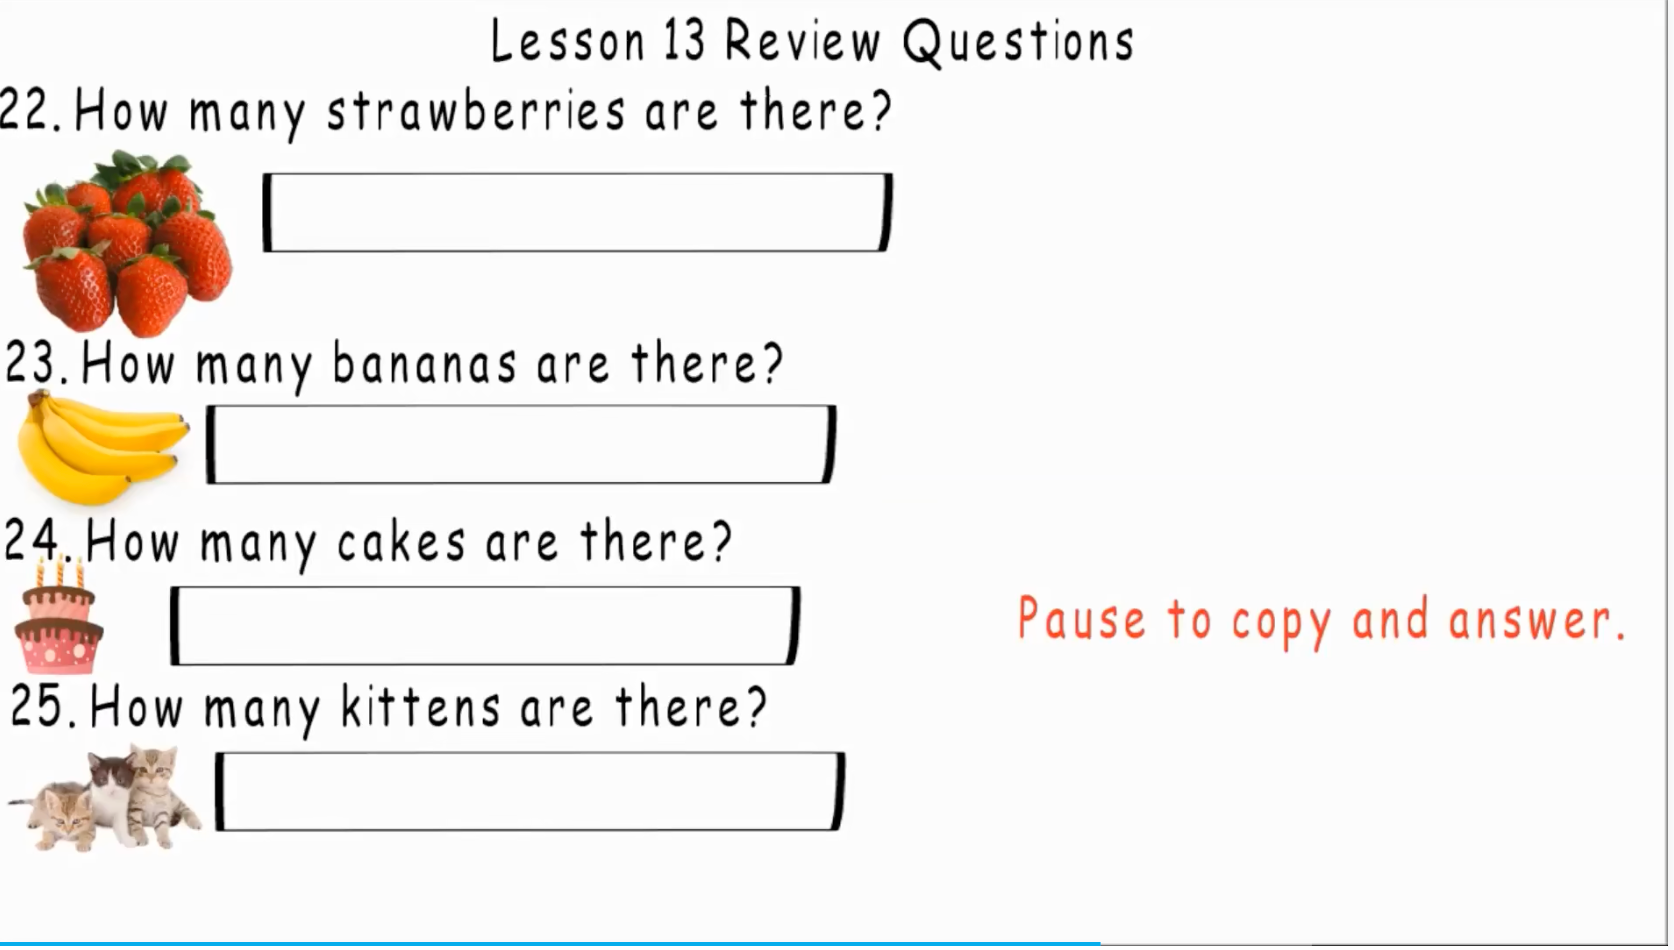 Lesson 13 Review Questions
22. How many strawberries are there?
23. How many bananas are there?
24. How many cakes are there?
Pause to copy and answer.
25. How many kittens are there?